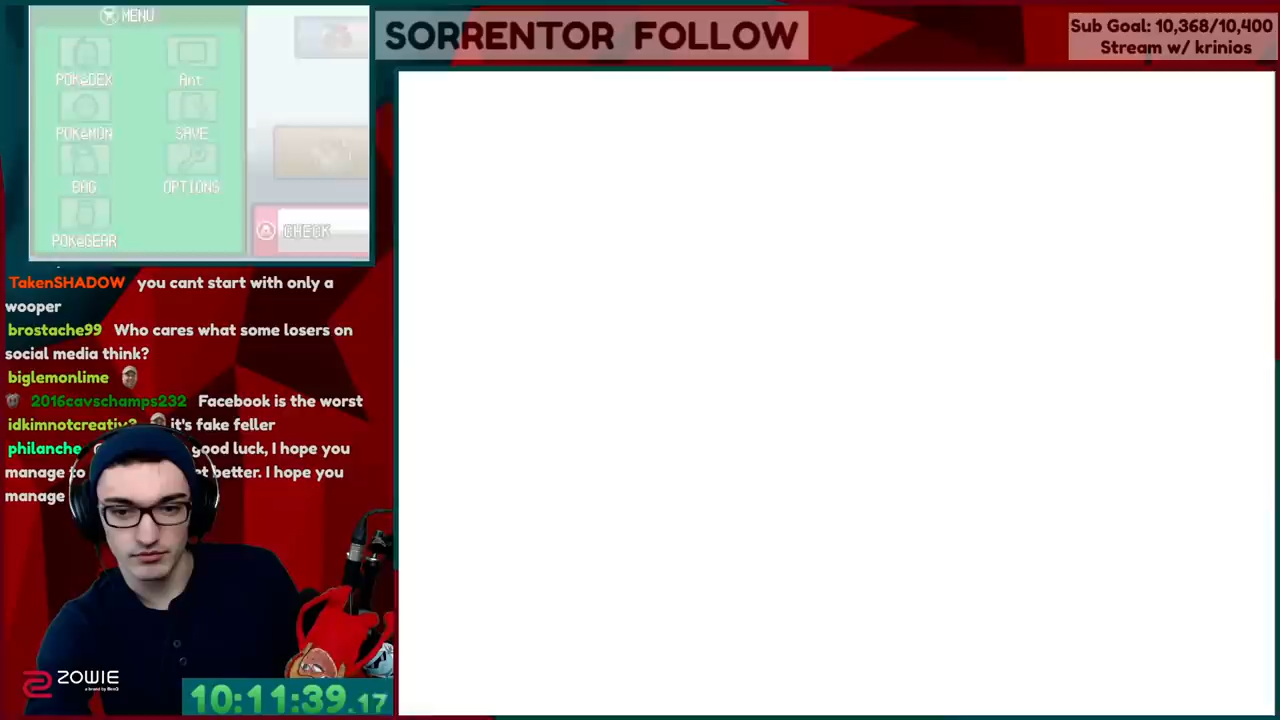 MENU
POKéDEX
Ant
POKéMON
SAVE
BAG
OPTIONS
POKéGEAR
CHECK
SORRENTOR FOLLOW
Sub Goal: 10,368/10,400
Stream w/ krinios
TakenSHADOW you cant start with only a
wooper
brostache99 Who cares what some losers on
social media think?
biglemonlime
2016cavschamps232 Facebook is the worst
it's fake feller
philanche good luck, I hope you
manage to better. I hope you
manage
ZOWIE
a brand by BenQ
10:11:39.17